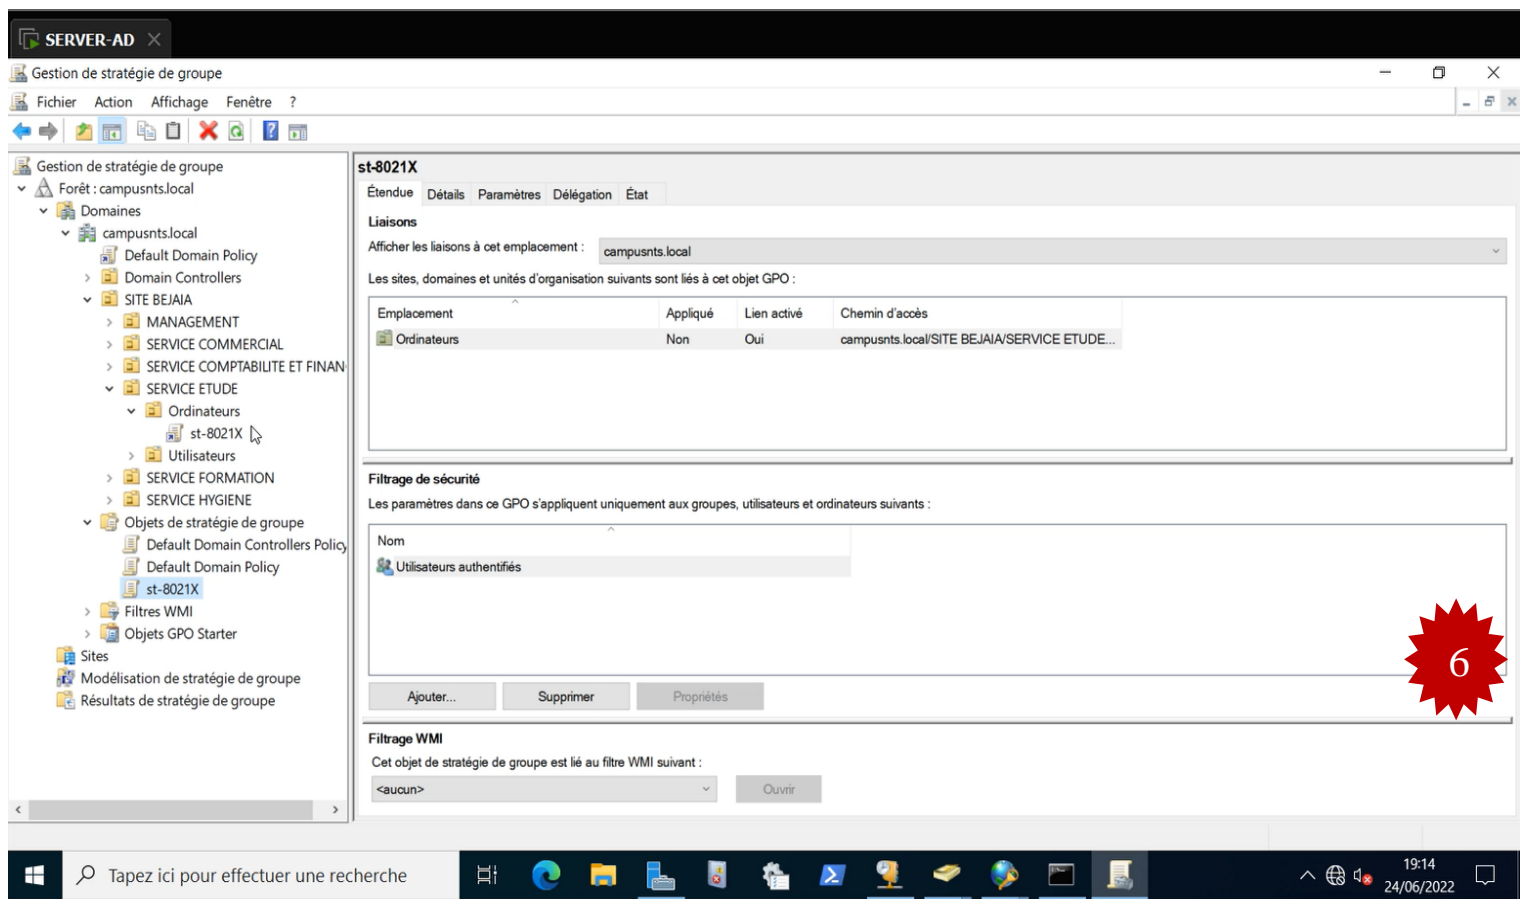 SERVER-AD
Gestion de stratégie de groupe
Fichier Action Affichage Fenêtre ?
Gestion de stratégie de groupe
Forêt : campusnts.local
Domaines
campusnts.local
Default Domain Policy
Domain Controllers
SITE BEJAIA
MANAGEMENT
SERVICE COMMERCIAL
SERVICE COMPTABILITE ET FINAN
SERVICE ETUDE
Ordinateurs
st-8021X
Utilisateurs
SERVICE FORMATION
SERVICE HYGIENE
Objets de stratégie de groupe
Default Domain Controllers Policy
Default Domain Policy
st-8021X
Filtres WMI
Objets GPO Starter
Sites
Modélisation de stratégie de groupe
Résultats de stratégie de groupe
st-8021X
Étendue Détails Paramètres Délégation État
Liaisons
Afficher les liaisons à cet emplacement : campusnts.local
Les sites, domaines et unités d'organisation suivants sont liés à cet objet GPO :
Emplacement Appliqué Lien activé Chemin d'accès
Ordinateurs Non Oui campusnts.local/SITE BEJAIA/SERVICE ETUDE...
Filtrage de sécurité
Les paramètres dans ce GPO s'appliquent uniquement aux groupes, utilisateurs et ordinateurs suivants :
Nom
Utilisateurs authentifiés
6
Ajouter... Supprimer Propriétés
Filtrage WMI
Cet objet de stratégie de groupe est lié au filtre WMI suivant :
<aucun> Ouvrir
Tapez ici pour effectuer une recherche
19:14
24/06/2022